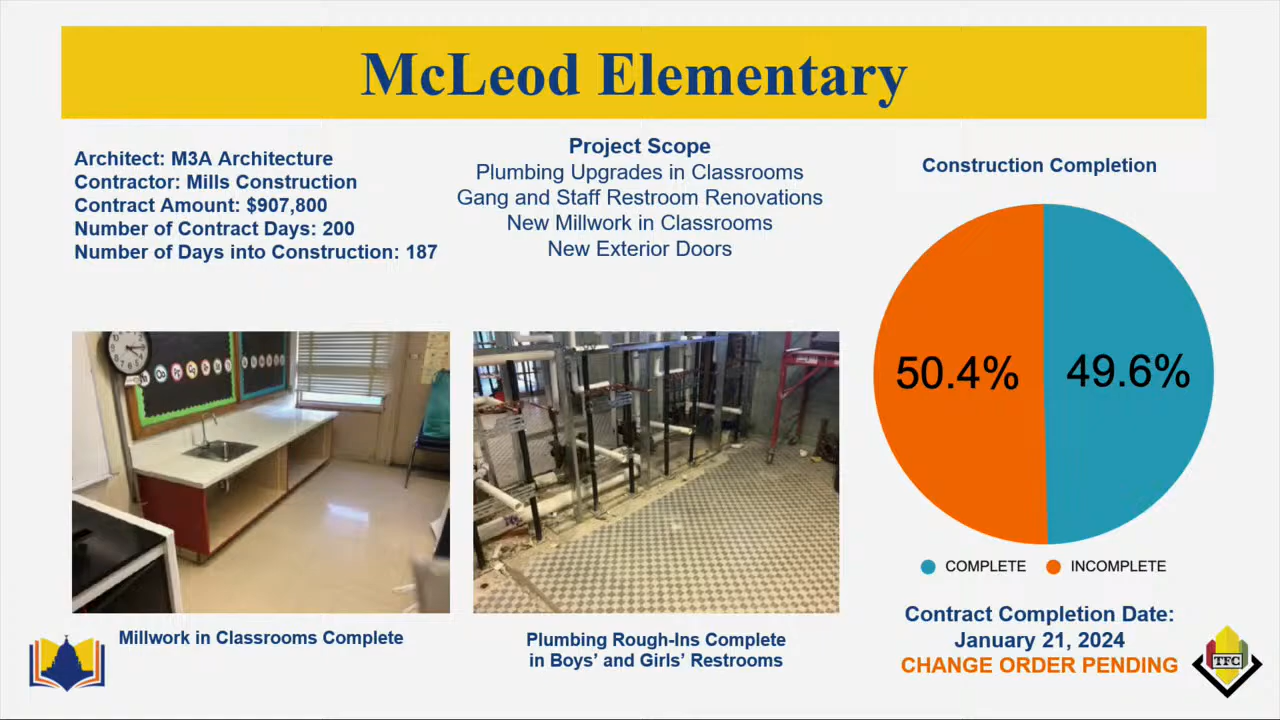 McLeod Elementary
Architect: M3A Architecture
Contractor: Mills Construction
Contract Amount: $907,800
Number of Contract Days: 200
Number of Days into Construction: 187
Project Scope
Plumbing Upgrades in Classrooms
Gang and Staff Restroom Renovations
New Millwork in Classrooms
New Exterior Doors
Construction Completion
50.4%
49.6%
COMPLETE
INCOMPLETE
Millwork in Classrooms Complete
Plumbing Rough-Ins Complete
in Boys’ and Girls’ Restrooms
Contract Completion Date:
January 21, 2024
CHANGE ORDER PENDING
TFC